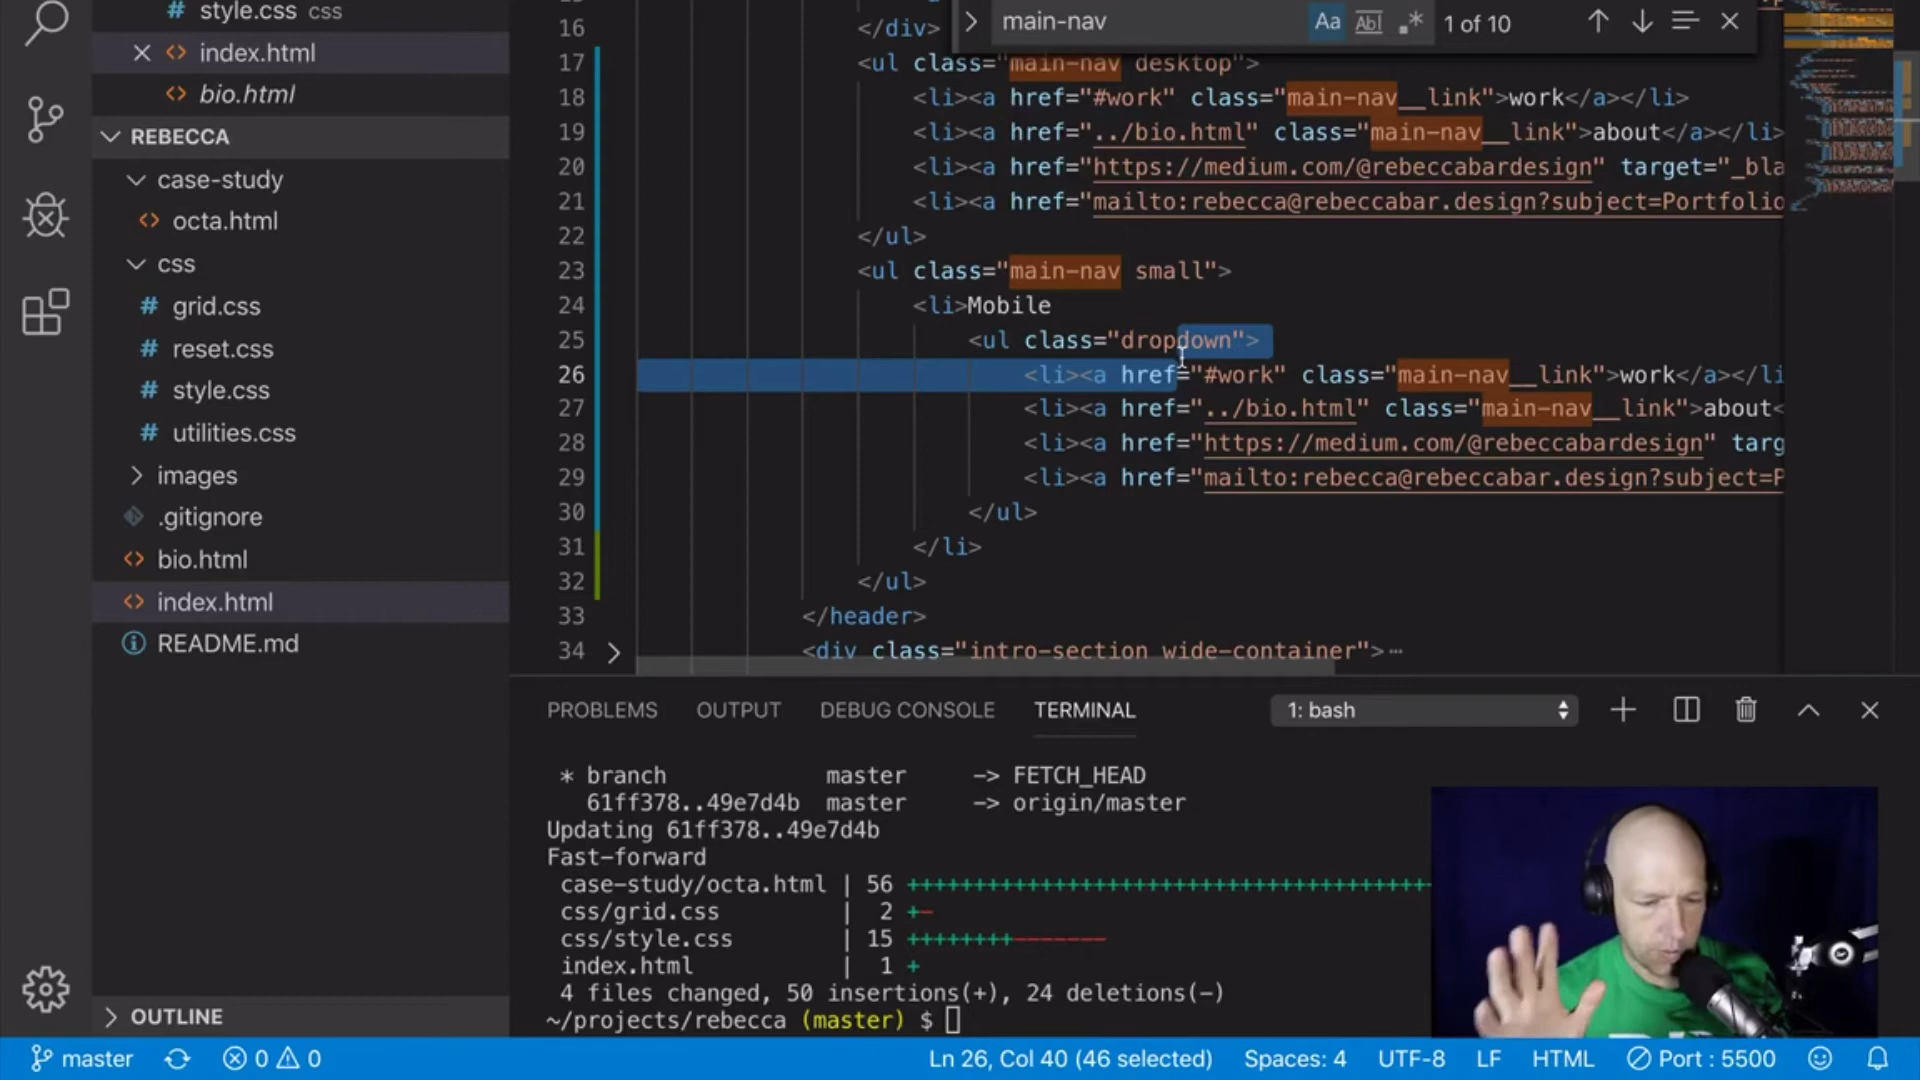 style.css css
index.html
bio.html
REBECCA
case-study
octa.html
css
grid.css
reset.css
style.css
utilities.css
images
.gitignore
bio.html
index.html
README.md
OUTLINE
main-nav
Aa Abl .* 1 of 10
16 </div>
17 <ul class="main-nav desktop">
18 <li><a href="#work" class="main-nav__link">work</a></li>
19 <li><a href="../bio.html" class="main-nav__link">about</a></li>
20 <li><a href="https://medium.com/@rebeccabardesign" target="_bla
21 <li><a href="mailto:rebecca@rebeccabar.design?subject=Portfolio
22 </ul>
23 <ul class="main-nav small">
24 <li>Mobile
25 <ul class="dropdown">
26 <li><a href="#work" class="main-nav__link">work</a></li
27 <li><a href="../bio.html" class="main-nav__link">about<
28 <li><a href="https://medium.com/@rebeccabardesign" targ
29 <li><a href="mailto:rebecca@rebeccabar.design?subject=P
30 </ul>
31 </li>
32 </ul>
33 </header>
34 <div class="intro-section wide-container">
PROBLEMS OUTPUT DEBUG CONSOLE TERMINAL 1: bash
* branch master -> FETCH_HEAD
61ff378..49e7d4b master -> origin/master
Updating 61ff378..49e7d4b
Fast-forward
case-study/octa.html | 56 ++++++++++++++++++++++++++++++++++++++
css/grid.css | 2 +-
css/style.css | 15 ++++++++-------
index.html | 1 +
4 files changed, 50 insertions(+), 24 deletions(-)
~/projects/rebecca (master) $
master 0 0 Ln 26, Col 40 (46 selected) Spaces: 4 UTF-8 LF HTML Port : 5500